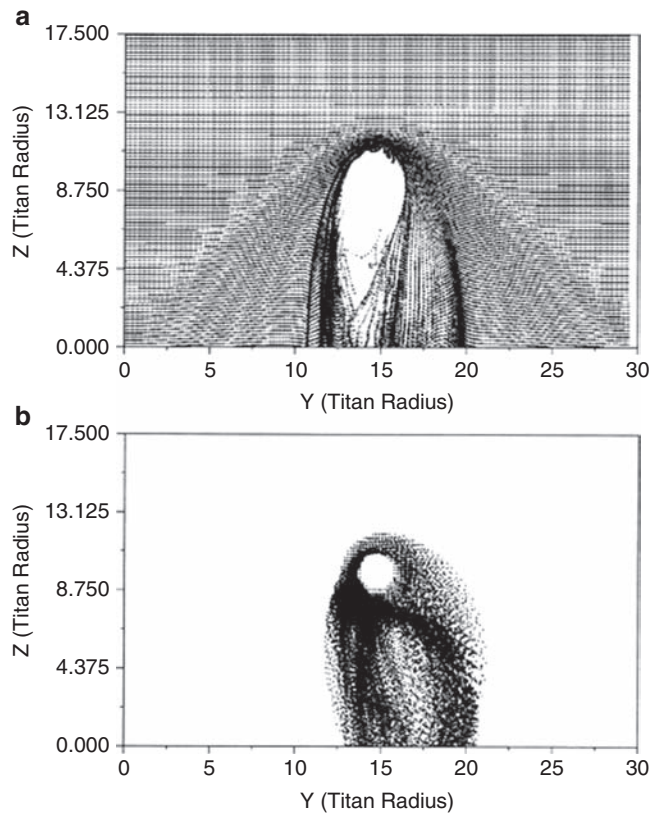 a
17.500
13.125
8.750
4.375
0.000
Z (Titan Radius)
0 5 10 15 20 25 30
Y (Titan Radius)
b
17.500
13.125
8.750
4.375
0.000
Z (Titan Radius)
0 5 10 15 20 25 30
Y (Titan Radius)